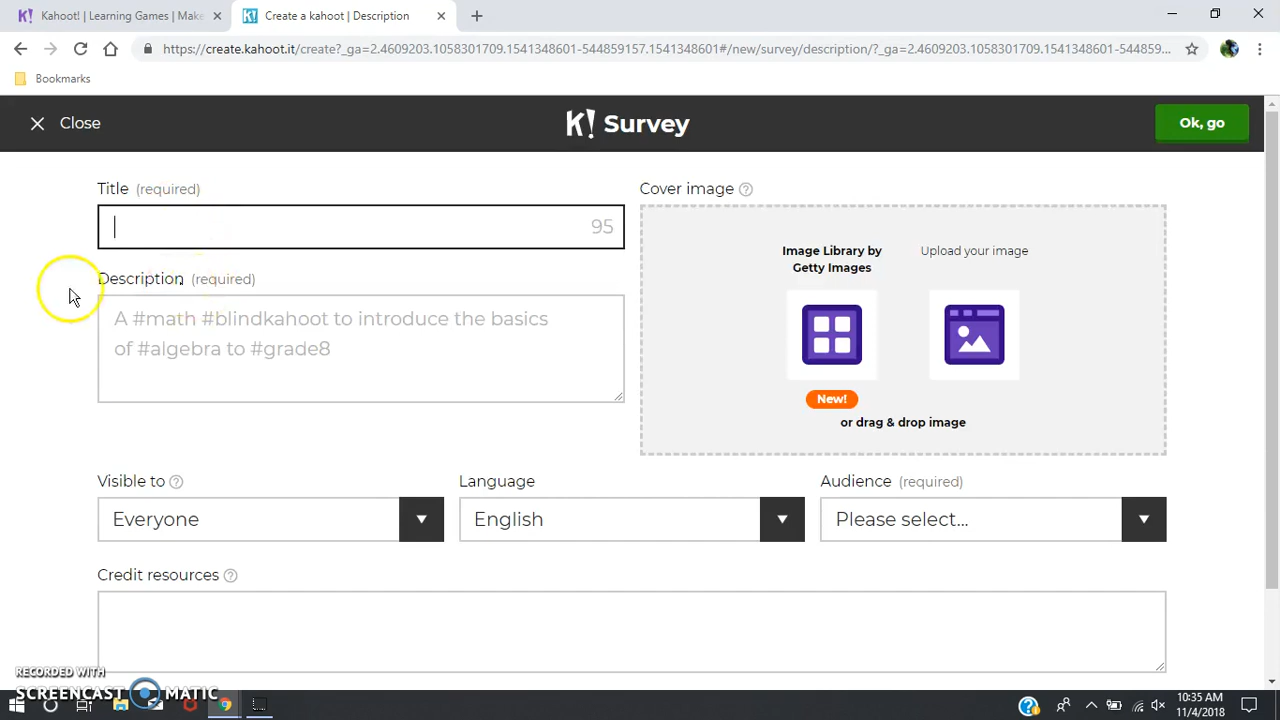 Kahoot! | Learning Games | Make
Create a kahoot | Description
https://create.kahoot.it/create?_ga=2.4609203.1058301709.1541348601-544859157.1541348601#/new/survey/description/?_ga=2.4609203.1058301709.1541348601-544859...
Bookmarks
Close
K! Survey
Ok, go
Title (required)
95
Description (required)
A #math #blindkahoot to introduce the basics
of #algebra to #grade8
Cover image
Image Library by
Getty Images
Upload your image
New!
or drag & drop image
Visible to
Language
Audience (required)
Everyone
English
Please select...
Credit resources
RECORDED WITH
SCREENCAST MATIC
10:35 AM
11/4/2018